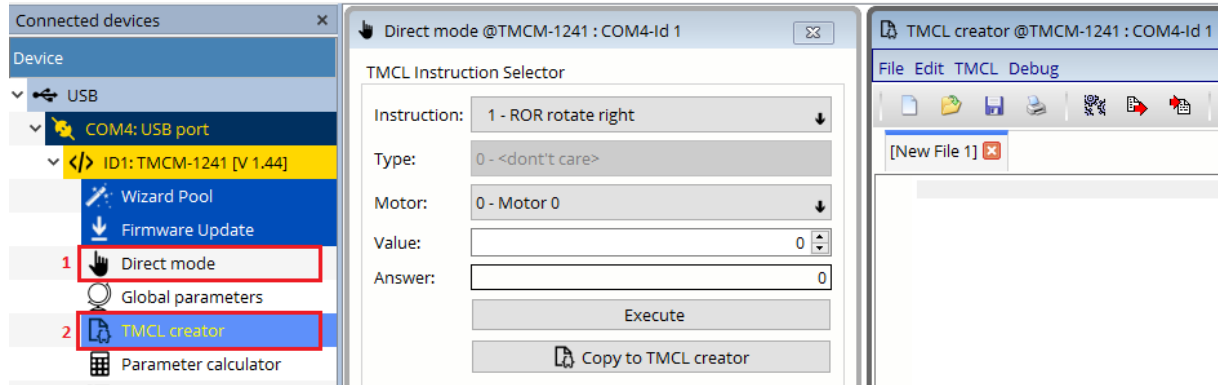 Connected devices ×
Device
USB
COM4: USB port
</> ID1: TMCM-1241 [V 1.44]
Wizard Pool
Firmware Update
1 Direct mode
Global parameters
2 TMCL creator
Parameter calculator
Direct mode @TMCM-1241 : COM4-Id 1
TMCL Instruction Selector
Instruction: 1 - ROR rotate right
Type: 0 - <don't care>
Motor: 0 - Motor 0
Value: 0
Answer: 0
Execute
Copy to TMCL creator
TMCL creator @TMCM-1241 : COM4-Id 1
File Edit TMCL Debug
[New File 1]